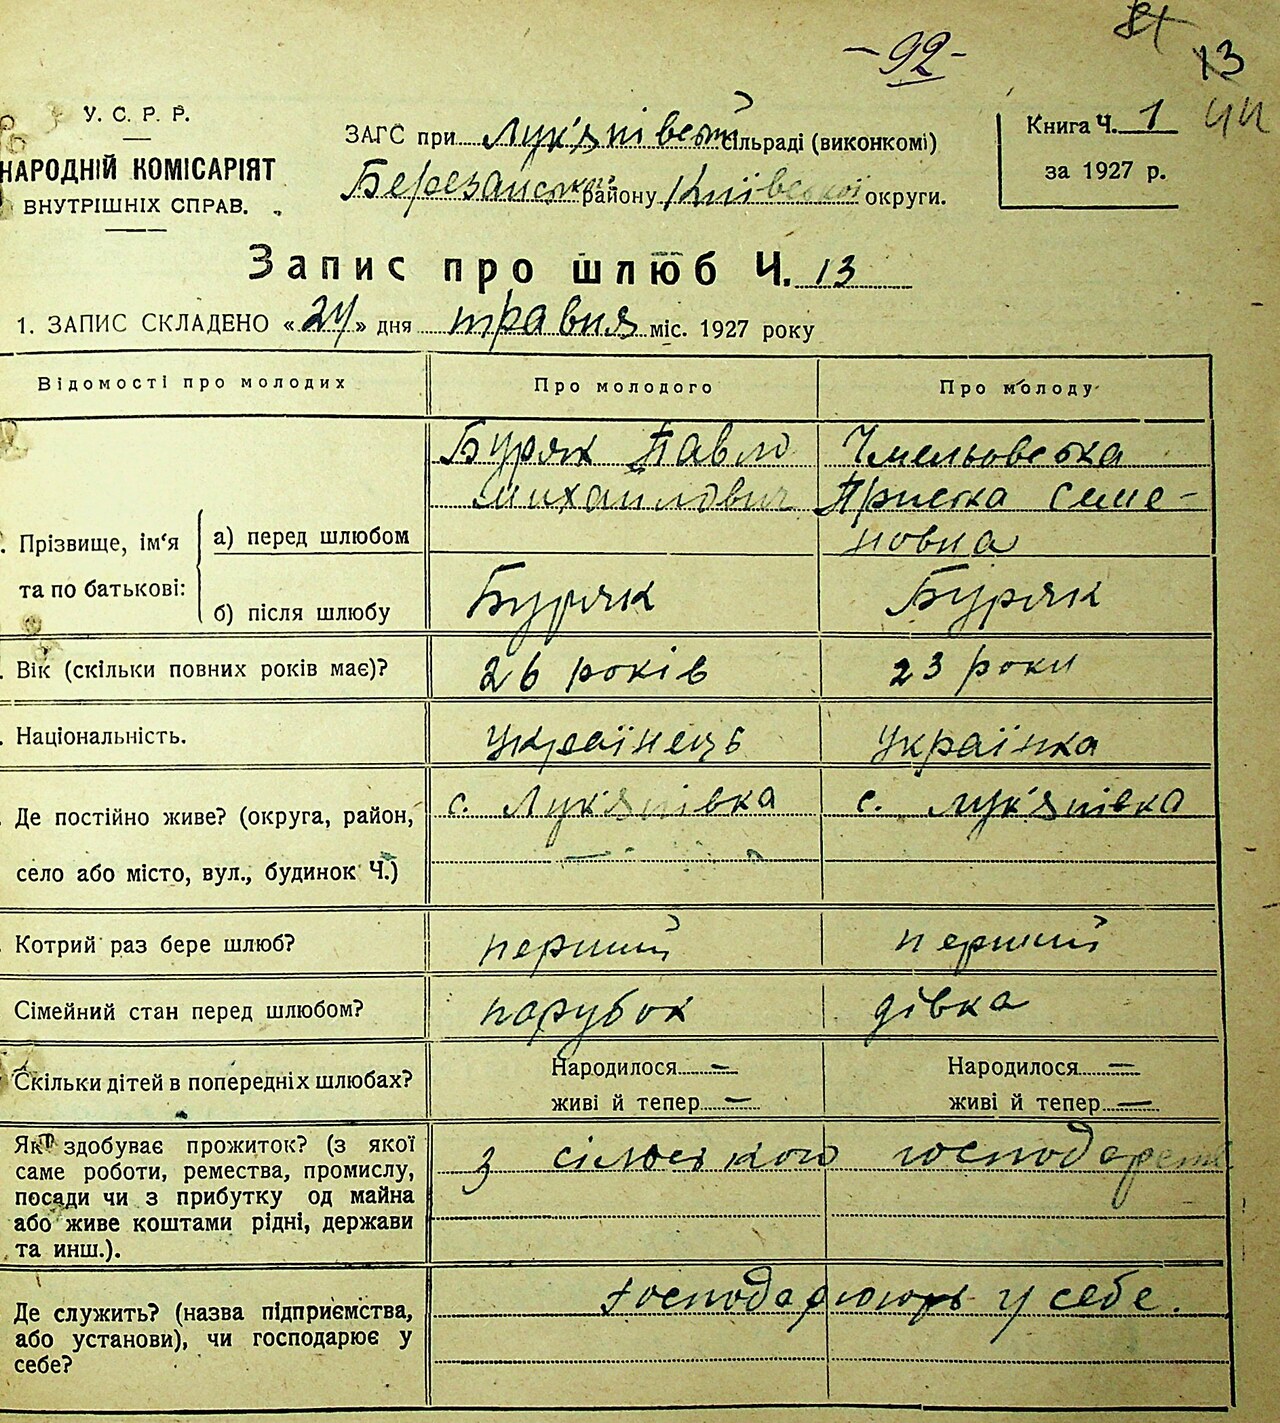 -92-
13
У. С. Р. Р.
НАРОДНІЙ КОМІСАРІЯТ
ВНУТРІШНІХ СПРАВ.
ЗАГС при Лук'янівській сільраді (виконкомі)
Березанського району Київської округи.
Книга Ч. 1
за 1927 р.
Запис про шлюб Ч. 13
1. ЗАПИС СКЛАДЕНО «24» дня травня міс. 1927 року
Відомості про молодих
Про молодого
Про молоду
Прізвище, ім'я та по батькові:
а) перед шлюбом
Буряк Павло
Михайлович
Хмельовська
Приська Семе-
новна
б) після шлюбу
Буряк
Буряк
Вік (скільки повних років має)?
26 років
23 роки
Національність.
українець
українка
Де постійно живе? (округа, район,
село або місто, вул., будинок Ч.)
с. Лук'янівка
с. Лук'янівка
Котрий раз бере шлюб?
перший
перший
Сімейний стан перед шлюбом?
парубок
дівка
Скільки дітей в попередніх шлюбах?
Народилося —
живі й тепер —
Народилося —
живі й тепер —
Як здобуває прожиток? (з якої
саме роботи, ремества, промислу,
посади чи з прибутку од майна
або живе коштами рідні, держави
та инш.).
з сільського господарств
Де служить? (назва підприємства,
або установи), чи господарює у
себе?
господарюють у себе.